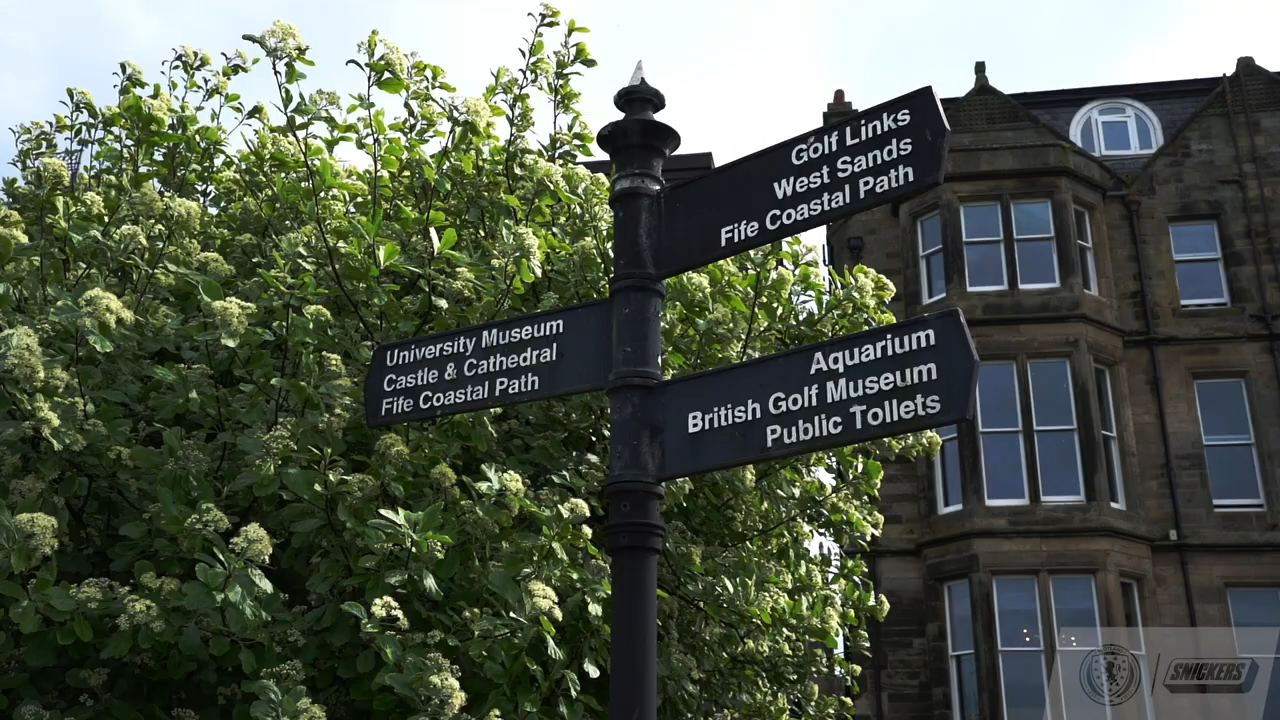 Golf Links
West Sands
Fife Coastal Path
University Museum
Castle & Cathedral
Fife Coastal Path
Aquarium
British Golf Museum
Public Toilets
SNICKERS